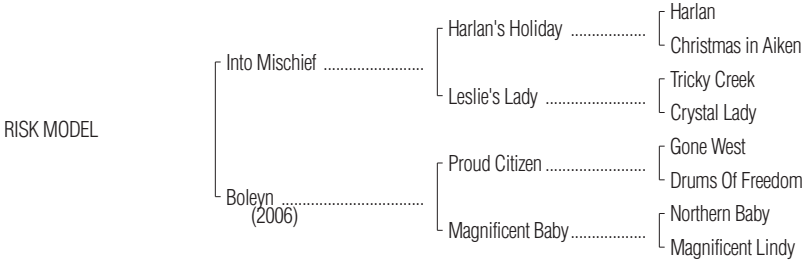 Harlan
Harlan's Holiday ..................
Christmas in Aiken
Into Mischief ........................
Tricky Creek
Leslie's Lady ........................
Crystal Lady
RISK MODEL
Gone West
Proud Citizen ........................
Drums Of Freedom
Boleyn ..................................
(2006)
Northern Baby
Magnificent Baby..................
Magnificent Lindy